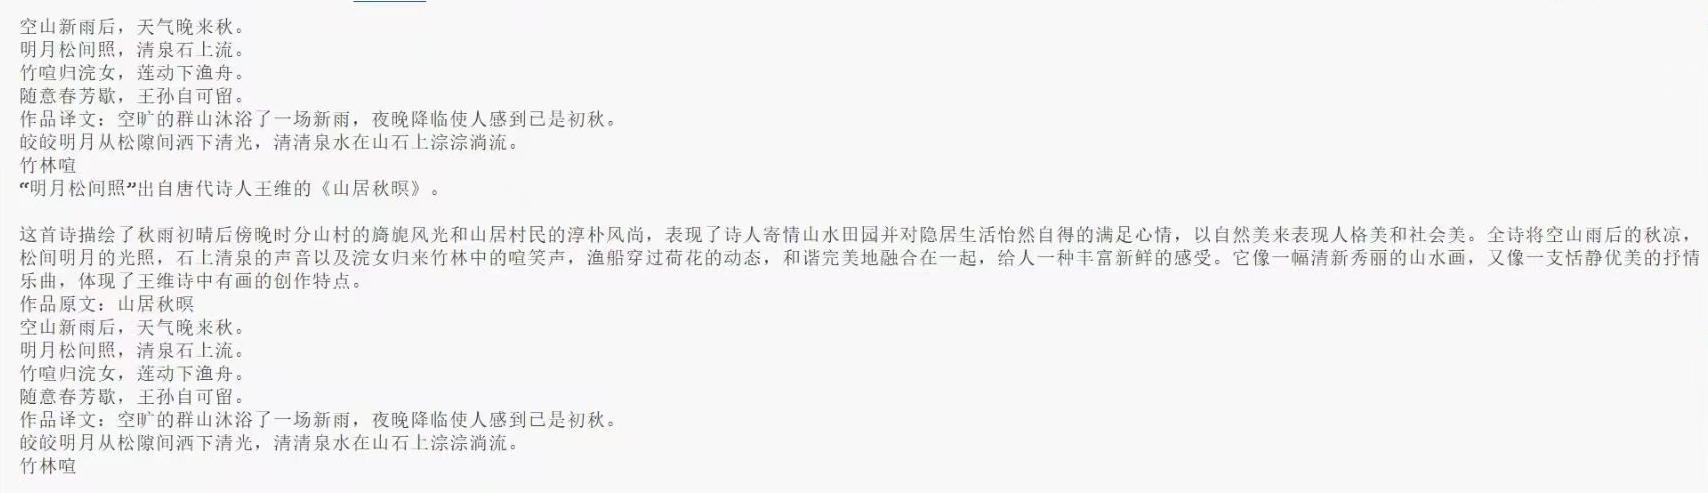 空山新雨后，天气晚来秋。
明月松间照，清泉石上流。
竹喧归浣女，莲动下渔舟。
随意春芳歇，王孙自可留。
作品译文：空旷的群山沐浴了一场新雨，夜晚降临使人感到已是初秋。
皎皎明月从松隙间洒下清光，清清泉水在山石上淙淙淌流。
竹林喧
“明月松间照”出自唐代诗人王维的《山居秋暝》。
这首诗描绘了秋雨初晴后傍晚时分山村的旖旎风光和山居村民的淳朴风尚，表现了诗人寄情山水田园并对隐居生活怡然自得的满足心情，以自然美来表现人格美和社会美。全诗将空山雨后的秋凉，
松间明月的光照，石上清泉的声音以及浣女归来竹林中的喧笑声，渔船穿过荷花的动态，和谐完美地融合在一起，给人一种丰富新鲜的感受。它像一幅清新秀丽的山水画，又像一支恬静优美的抒情
乐曲，体现了王维诗中有画的创作特点。
作品原文：山居秋暝
空山新雨后，天气晚来秋。
明月松间照，清泉石上流。
竹喧归浣女，莲动下渔舟。
随意春芳歇，王孙自可留。
作品译文：空旷的群山沐浴了一场新雨，夜晚降临使人感到已是初秋。
皎皎明月从松隙间洒下清光，清清泉水在山石上淙淙淌流。
竹林喧